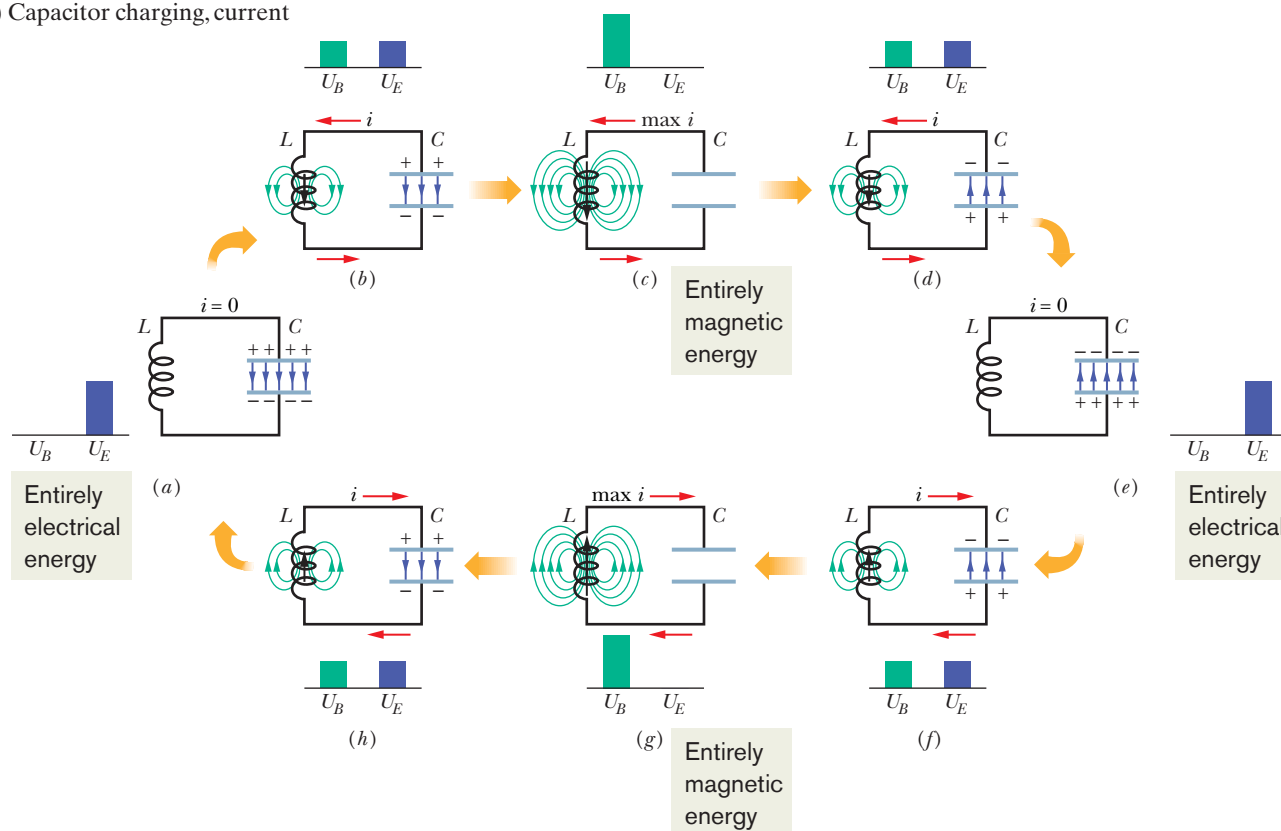 ) Capacitor charging, current
U_B U_E
U_B U_E
U_B U_E
i
max i
i
L C
L C
L C
+ +
– –
– –
+ +
(b)
(c)
(d)
Entirely
magnetic
energy
i = 0
L C
+ + + +
– – – –
U_B U_E
(a)
Entirely
electrical
energy
i = 0
L C
– – – –
+ + + +
U_B U_E
(e)
Entirely
electrical
energy
i
max i
i
L C
L C
L C
+ +
– –
– –
+ +
U_B U_E
U_B U_E
U_B U_E
(h)
(g)
(f)
Entirely
magnetic
energy